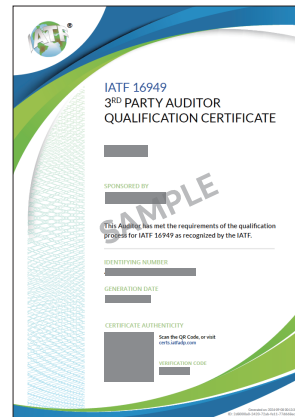 IATF®
IATF 16949
3RD PARTY AUDITOR
QUALIFICATION CERTIFICATE
SPONSORED BY
SAMPLE
This Auditor has met the requirements of the qualification
process for IATF 16949 as recognized by the IATF.
IDENTIFYING NUMBER
GENERATION DATE
CERTIFICATE AUTHENTICITY
Scan the QR Code, or visit
certs.iatfadp.com
VERIFICATION CODE